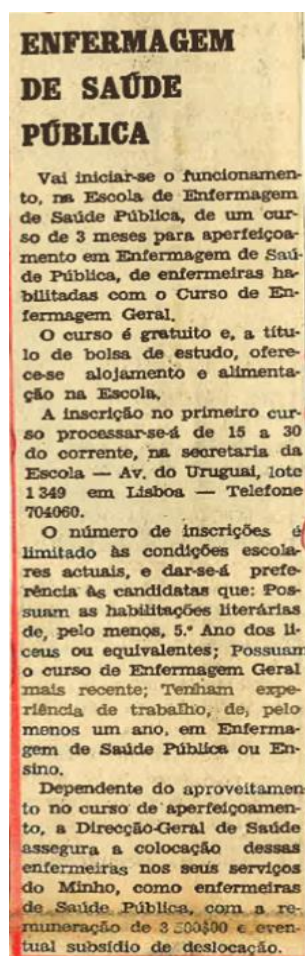 ENFERMAGEM
DE SAÚDE
PÚBLICA
Vai iniciar-se o funcionamen-
to, na Escola de Enfermagem
de Saúde Pública, de um cur-
so de 3 meses para aperfeiçoa-
mento em Enfermagem de Saú-
de Pública, de enfermeiras ha-
bilitadas com o Curso de En-
fermagem Geral.
O curso é gratuito e, a títu-
lo de bolsa de estudo, ofere-
ce-se alojamento e alimenta-
ção na Escola.
A inscrição no primeiro cur-
so processar-se-á de 15 a 30
do corrente, na secretaria da
Escola — Av. do Uruguai, lote
1 349 em Lisboa — Telefone
704060.
O número de inscrições é
limitado às condições escola-
res actuais, e dar-se-á prefe-
rência às candidatas que: Pos-
suam as habilitações literárias
de, pelo menos, 5.º Ano dos li-
ceus ou equivalentes; Possuam
o curso de Enfermagem Geral
mais recente; Tenham expe-
riência de trabalho, de, pelo
menos um ano, em Enferma-
gem de Saúde Pública ou En-
sino.
Dependente do aproveitamen-
to no curso de aperfeiçoamen-
to, a Direcção-Geral de Saúde
assegura a colocação dessas
enfermeiras nos seus serviços
do Minho, como enfermeiras
de Saúde Pública, com a re-
muneração de 3 500$00 e even-
tual subsídio de deslocação.